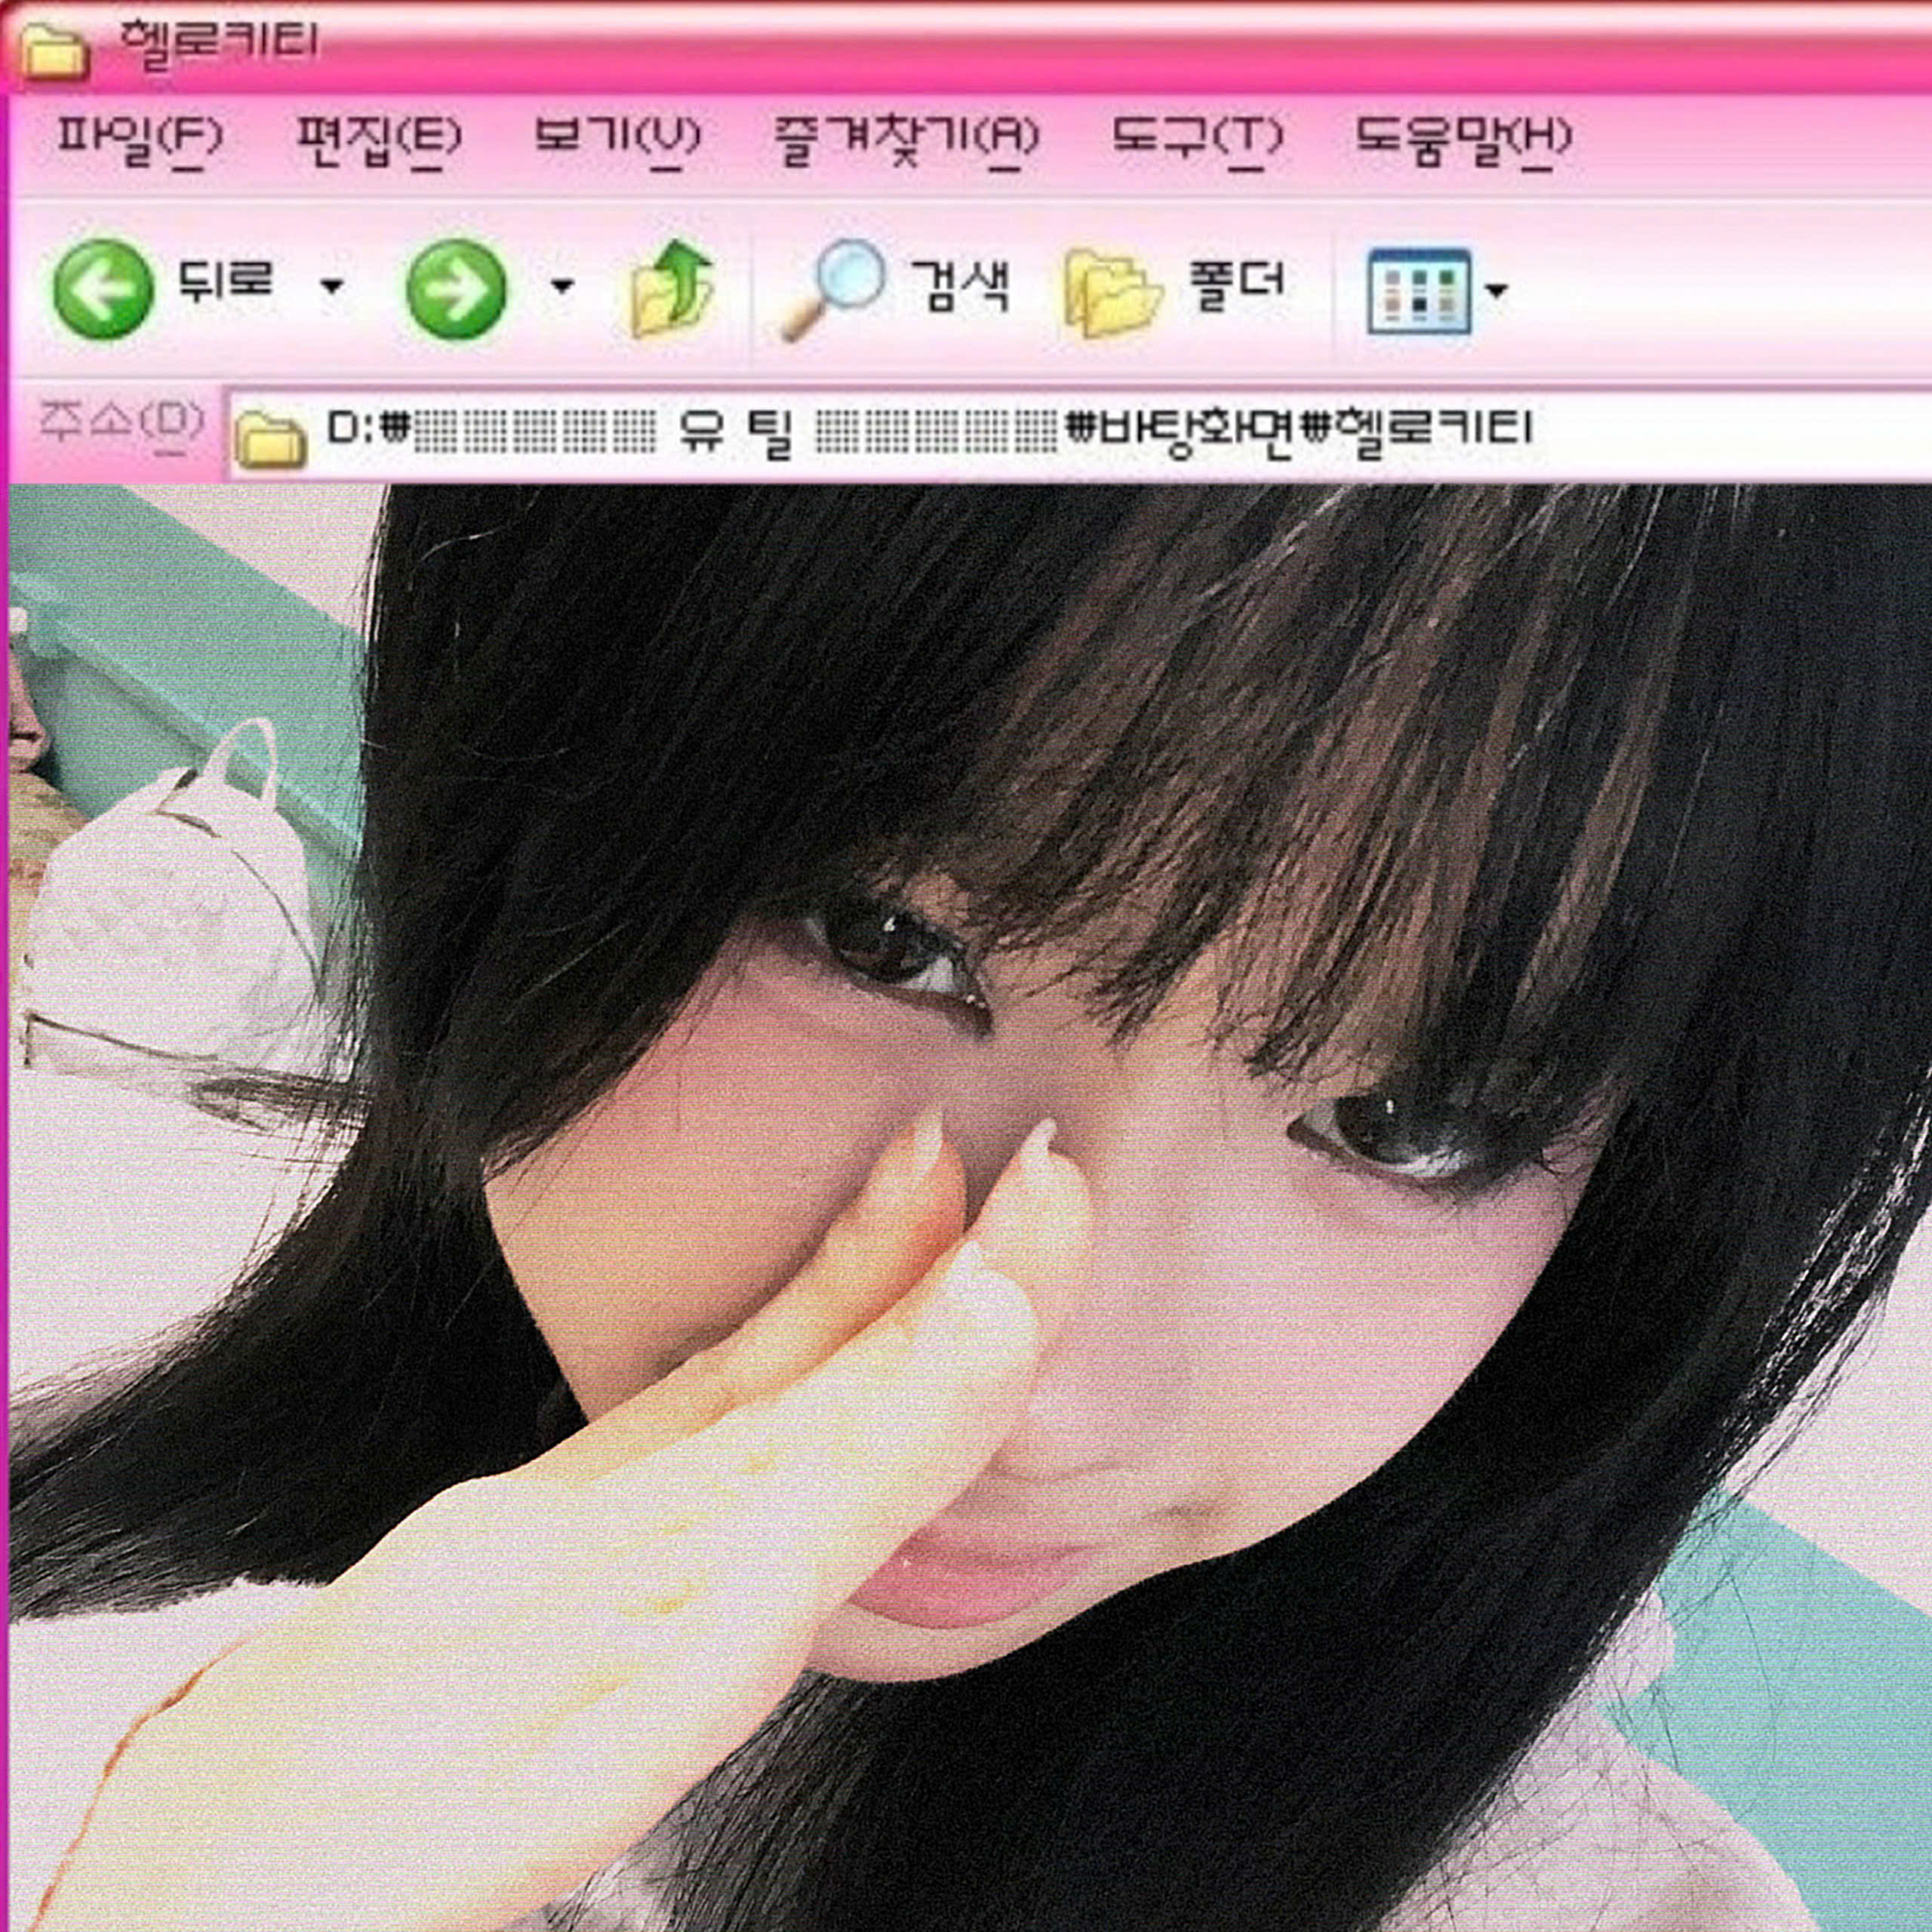 헬로키티
파일(F) 편집(E) 보기(V) 즐겨찾기(A) 도구(T) 도움말(H)
뒤로 검색 폴더
주소(D) D:₩▒▒▒▒▒ 유 틸 ▒▒▒▒▒₩바탕화면₩헬로키티